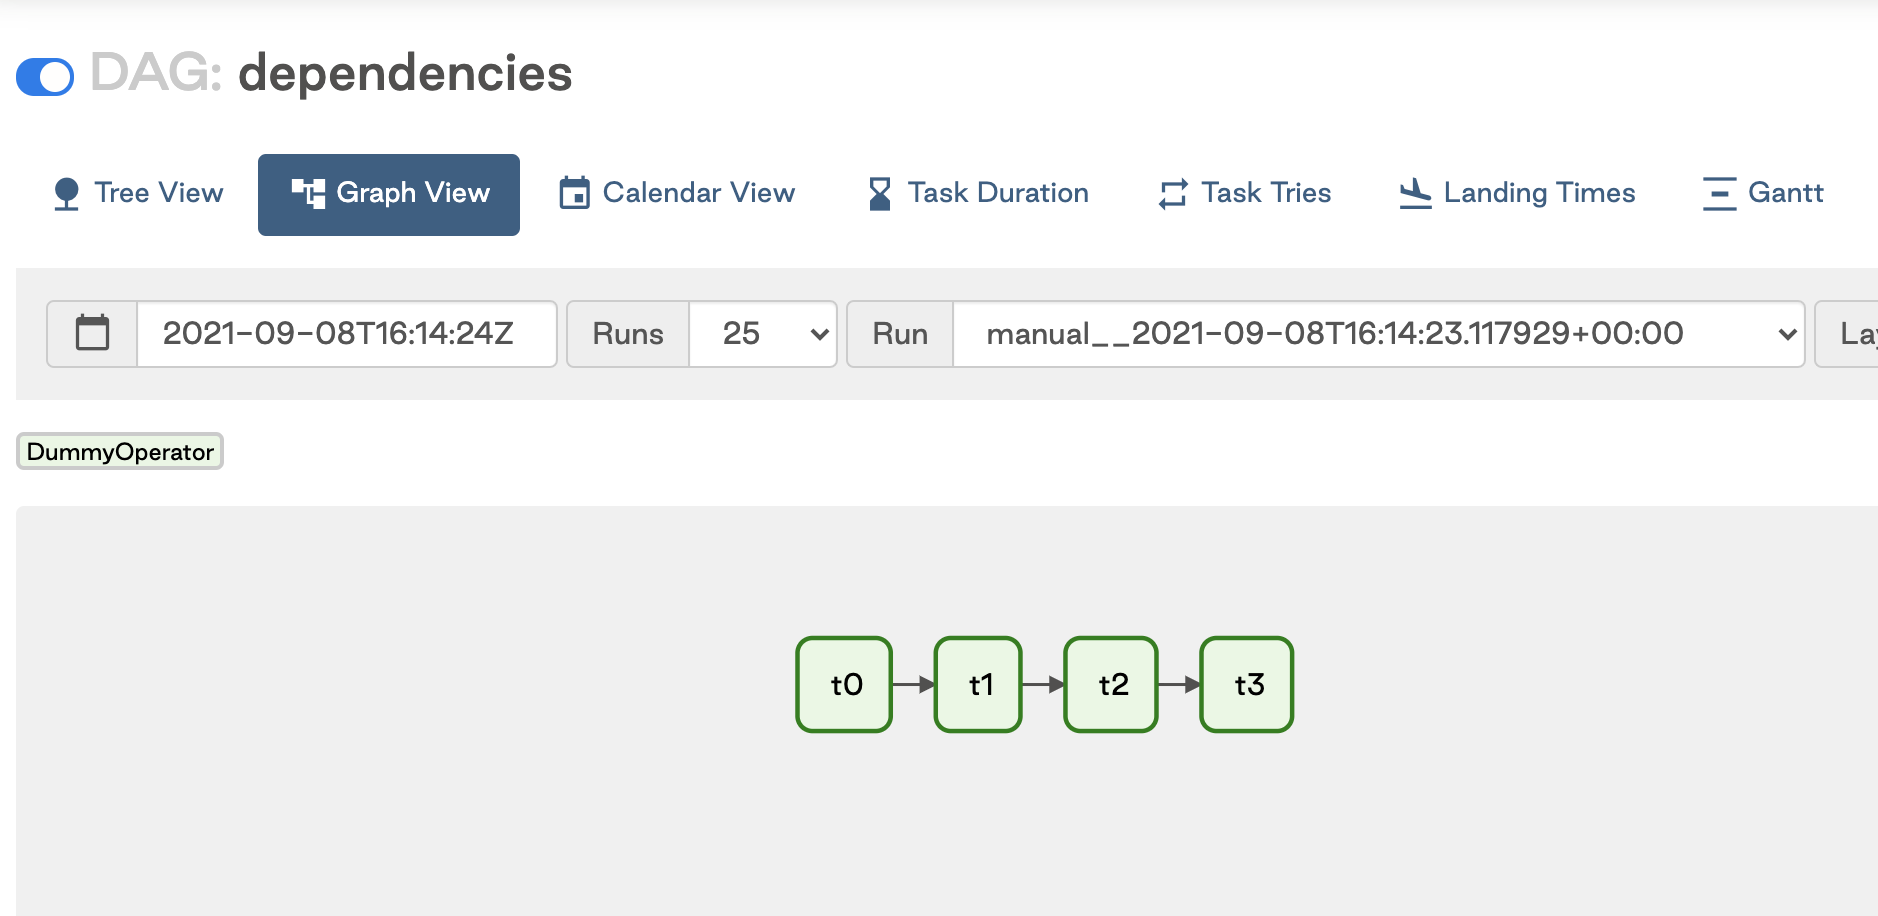 DAG: dependencies
Tree View Graph View Calendar View Task Duration Task Tries Landing Times Gantt
2021-09-08T16:14:24Z Runs 25 Run manual__2021-09-08T16:14:23.117929+00:00
DummyOperator
t0 t1 t2 t3